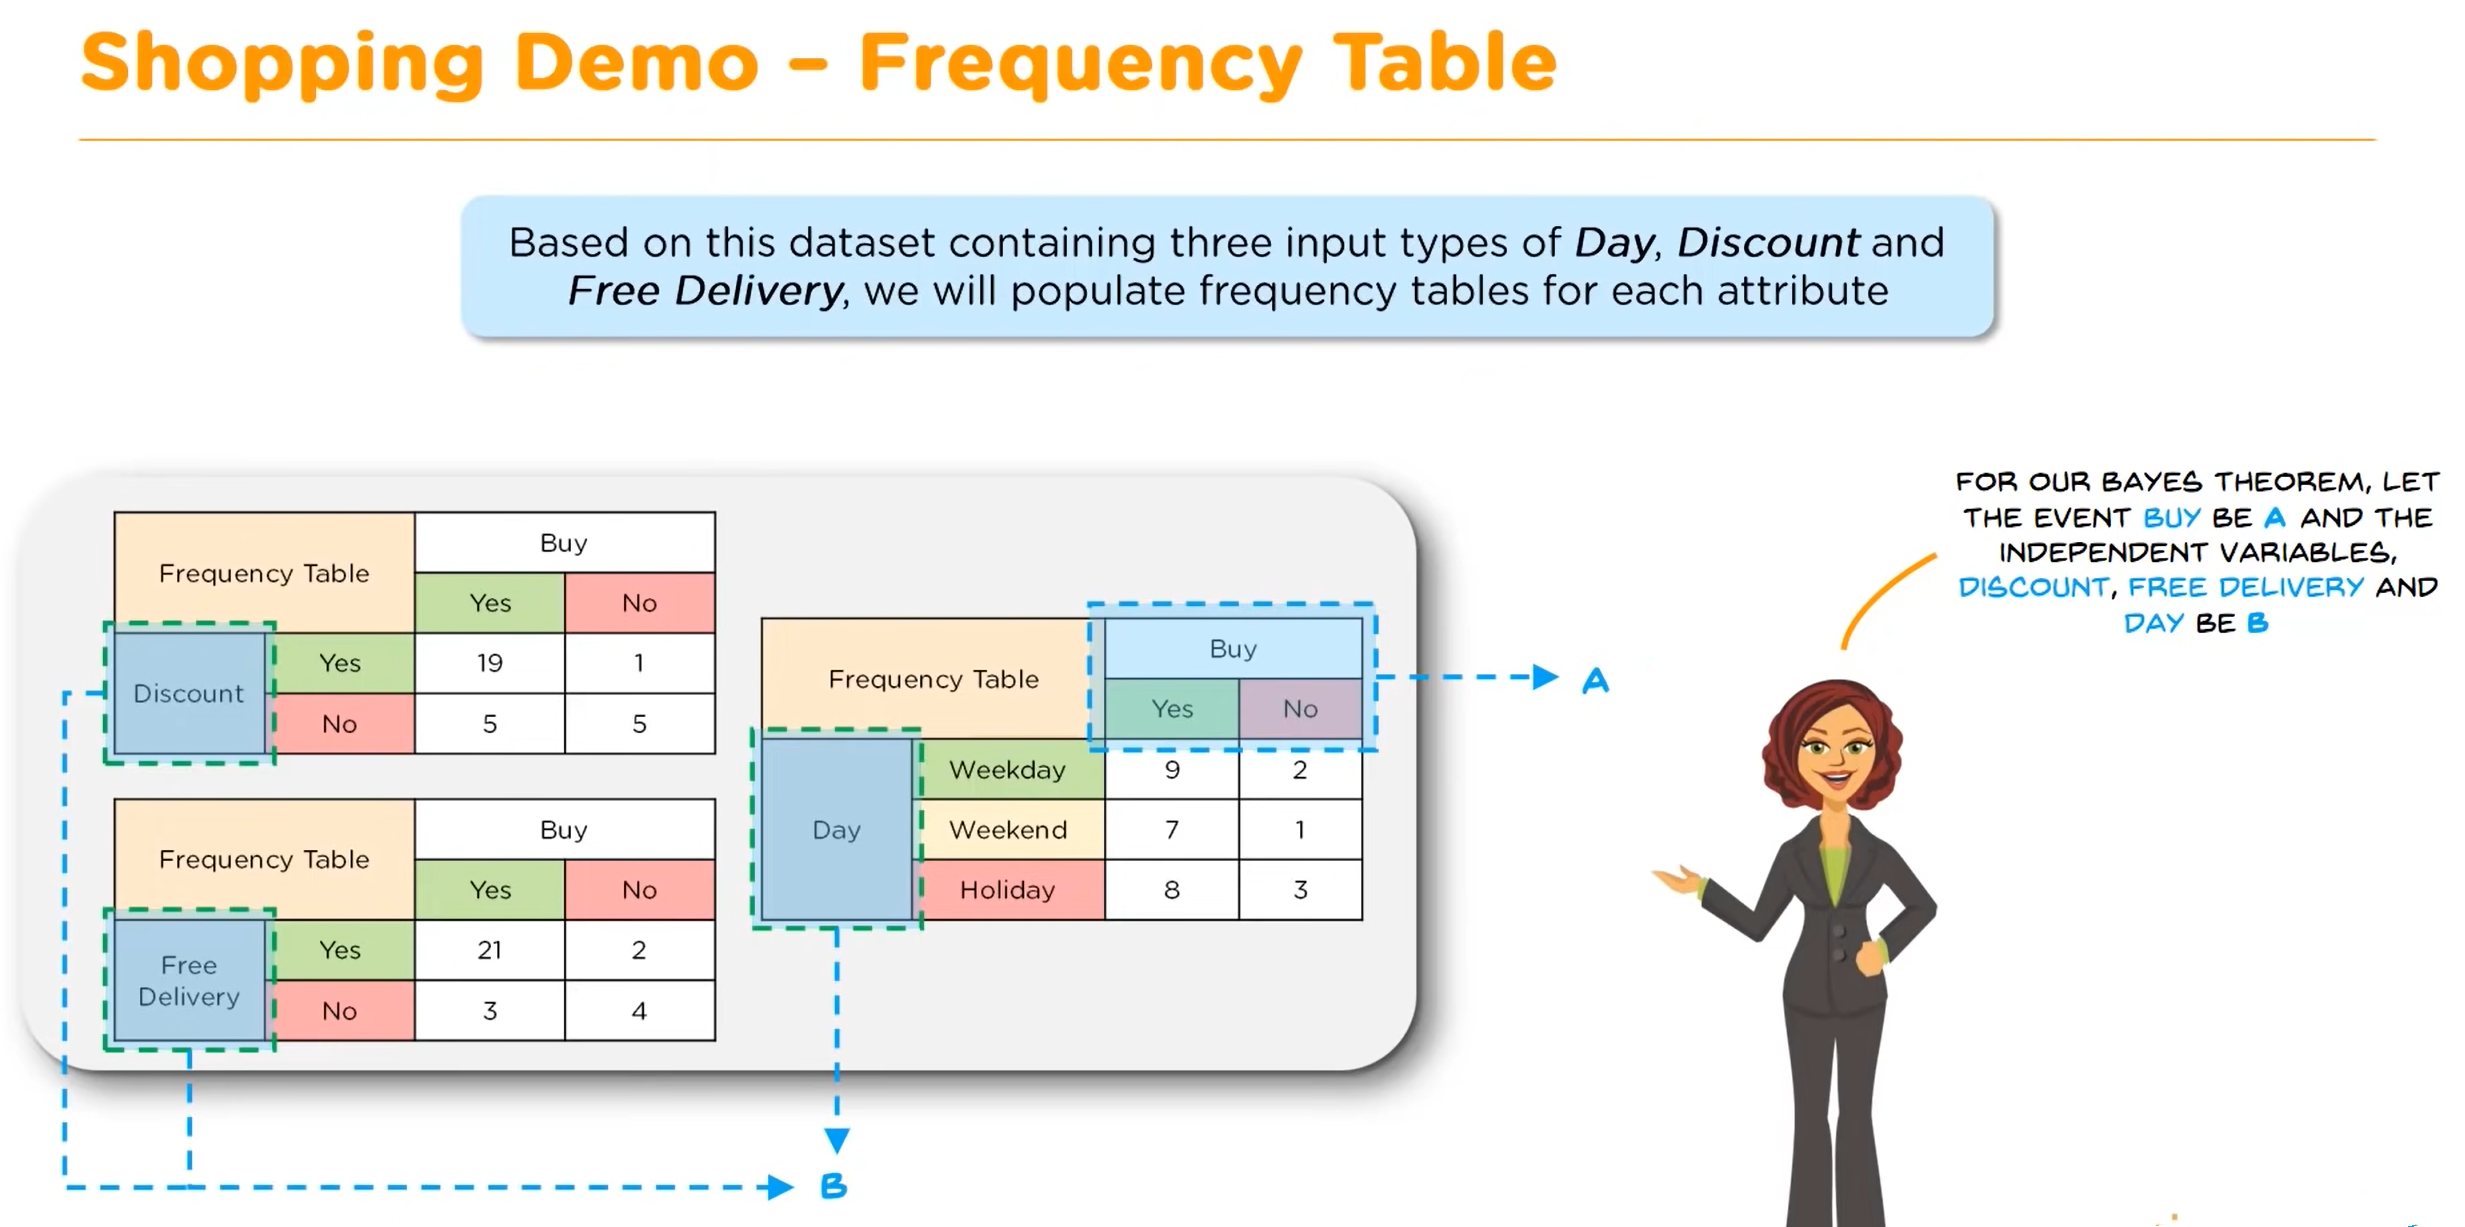 Shopping Demo – Frequency Table
Based on this dataset containing three input types of Day, Discount and
Free Delivery, we will populate frequency tables for each attribute
FOR OUR BAYES THEOREM, LET
THE EVENT BUY BE A AND THE
INDEPENDENT VARIABLES,
DISCOUNT, FREE DELIVERY AND
DAY BE B
Frequency Table
Buy
Yes No
Discount
Yes 19 1
No 5 5
Frequency Table
Buy
Yes No
Free
Delivery
Yes 21 2
No 3 4
Frequency Table
Buy
Yes No
Day
Weekday 9 2
Weekend 7 1
Holiday 8 3
A
B